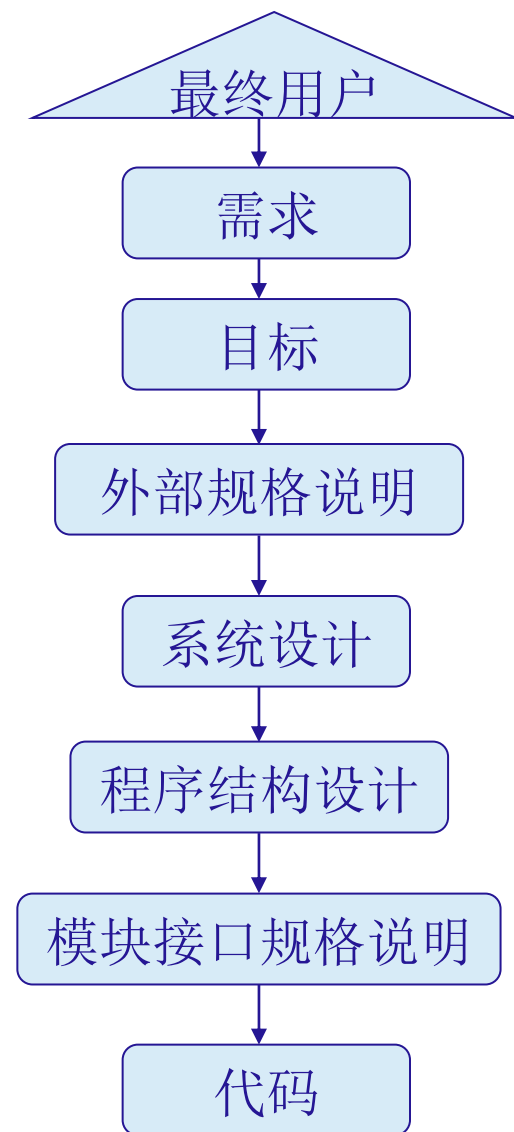 最终用户
需求
目标
外部规格说明
系统设计
程序结构设计
模块接口规格说明
代码